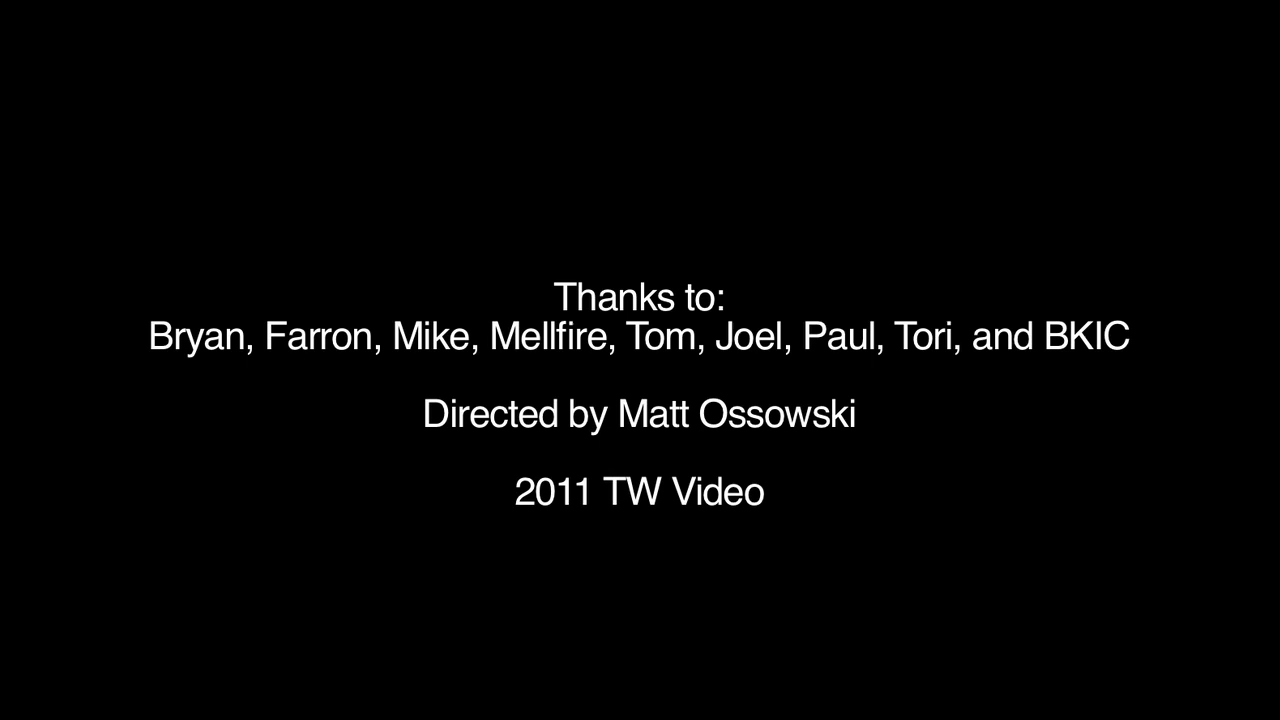 Thanks to:
Bryan, Farron, Mike, Mellfire, Tom, Joel, Paul, Tori, and BKIC
Directed by Matt Ossowski
2011 TW Video